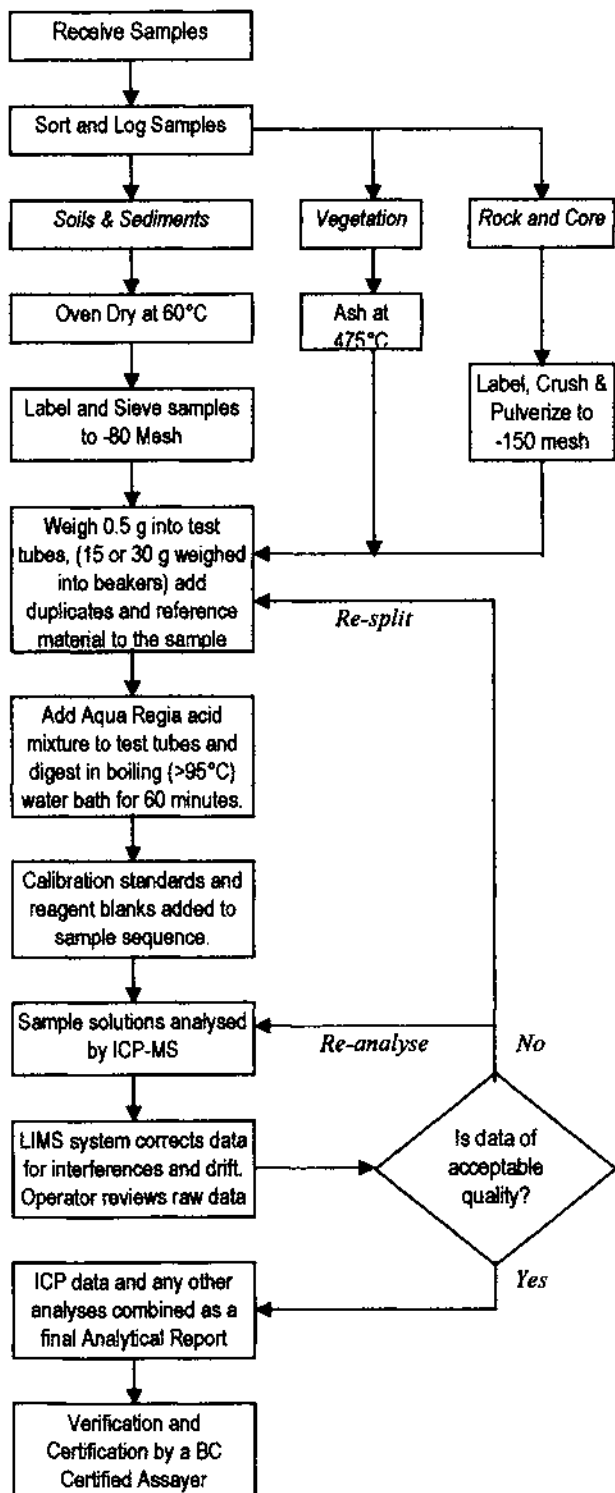 Receive Samples
Sort and Log Samples
Soils & Sediments
Vegetation
Rock and Core
Oven Dry at 60°C
Ash at
475°C
Label and Sieve samples
to -80 Mesh
Label, Crush &
Pulverize to
-150 mesh
Weigh 0.5 g into test
tubes, (15 or 30 g weighed
into beakers) add
duplicates and reference
material to the sample
Re-split
Add Aqua Regia acid
mixture to test tubes and
digest in boiling (>95°C)
water bath for 60 minutes.
Calibration standards and
reagent blanks added to
sample sequence.
Sample solutions analysed
by ICP-MS
Re-analyse
No
LIMS system corrects data
for interferences and drift.
Operator reviews raw data
Is data of
acceptable
quality?
Yes
ICP data and any other
analyses combined as a
final Analytical Report
Verification and
Certification by a BC
Certified Assayer